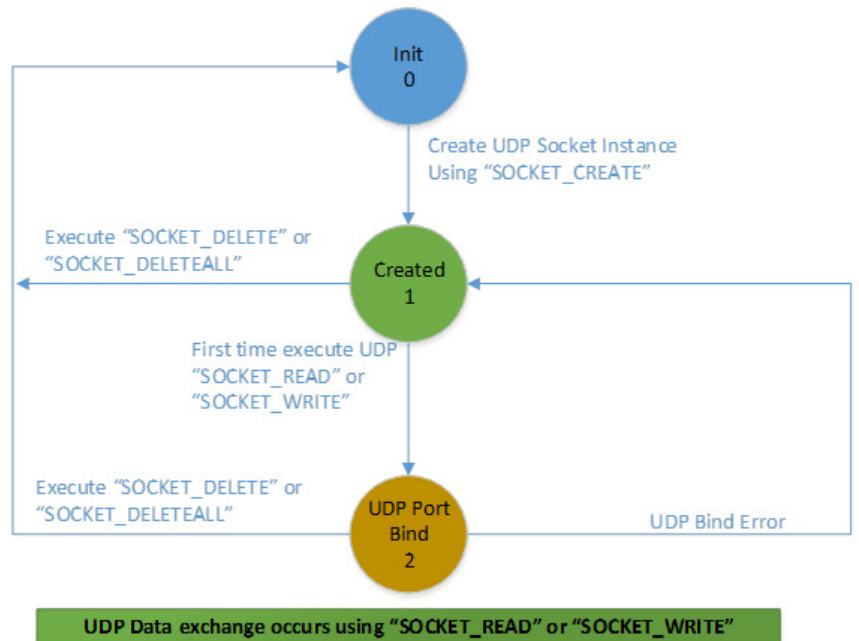 Init
0
Create UDP Socket Instance
Using “SOCKET_CREATE”
Execute “SOCKET_DELETE” or
“SOCKET_DELETEALL”
Created
1
First time execute UDP
“SOCKET_READ” or
“SOCKET_WRITE”
Execute “SOCKET_DELETE” or
“SOCKET_DELETEALL”
UDP Port
Bind
2
UDP Bind Error
UDP Data exchange occurs using “SOCKET_READ” or “SOCKET_WRITE”